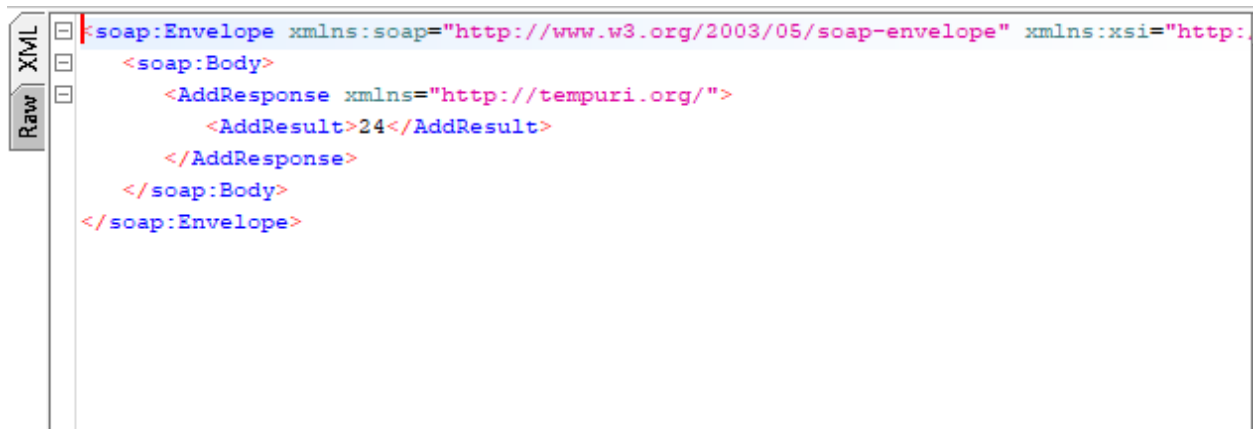 XML
Raw
<soap:Envelope xmlns:soap="http://www.w3.org/2003/05/soap-envelope" xmlns:xsi="http:/
<soap:Body>
<AddResponse xmlns="http://tempuri.org/">
<AddResult>24</AddResult>
</AddResponse>
</soap:Body>
</soap:Envelope>